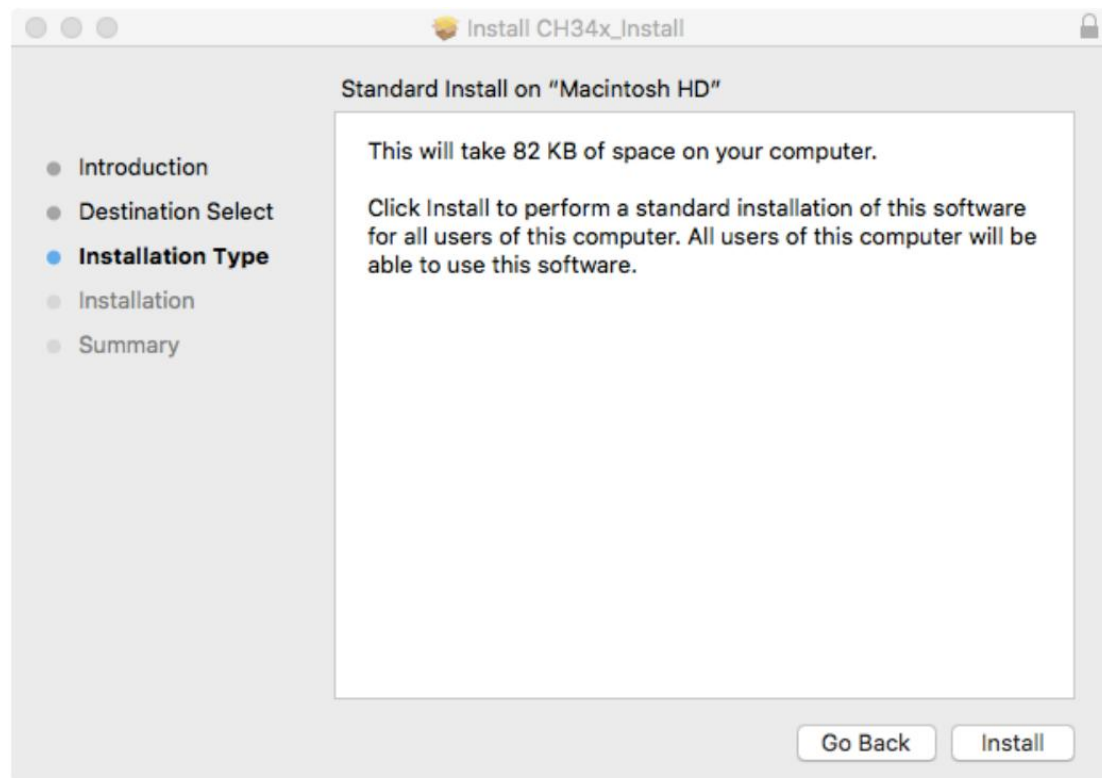 Install CH34x_Install
Standard Install on “Macintosh HD”
Introduction
Destination Select
Installation Type
Installation
Summary
This will take 82 KB of space on your computer.
Click Install to perform a standard installation of this software
for all users of this computer. All users of this computer will be
able to use this software.
Go Back
Install